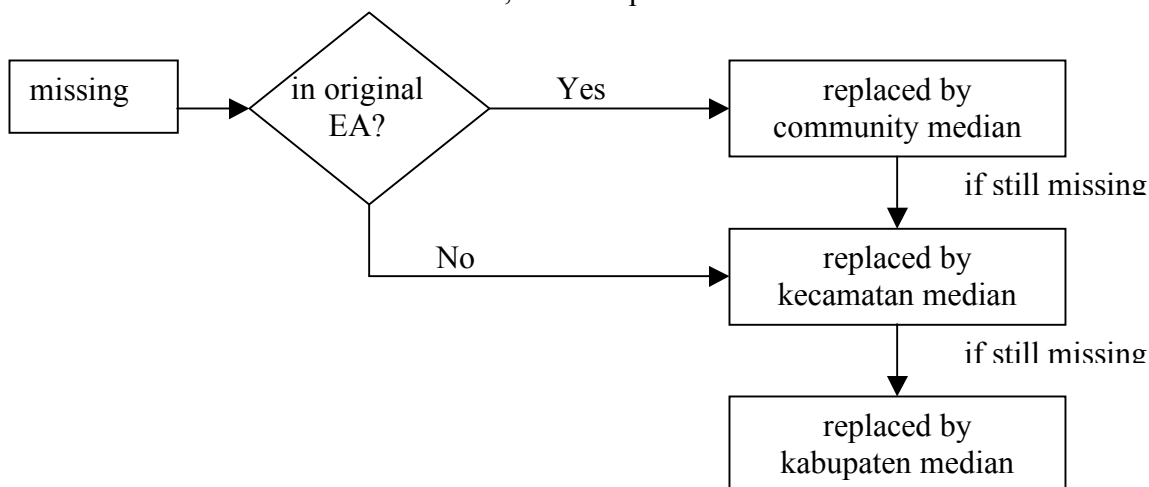 missing
in original
EA?
Yes
replaced by
community median
if still missing
No
replaced by
kecamatan median
if still missing
replaced by
kabupaten median